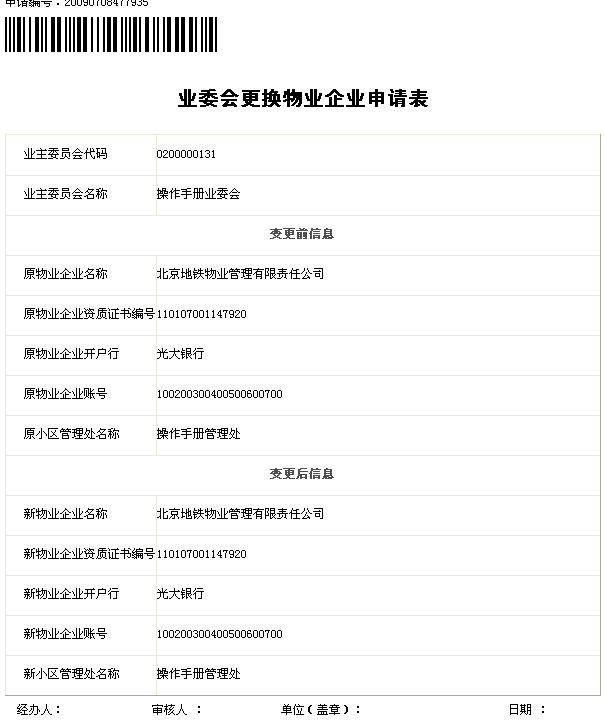 申请编号：20090708477935
业委会更换物业企业申请表
业主委员会代码 0200000131
业主委员会名称 操作手册业委会
变更前信息
原物业企业名称 北京地铁物业管理有限责任公司
原物业企业资质证书编号 110107001147920
原物业企业开户行 光大银行
原物业企业账号 100200300400500600700
原小区管理处名称 操作手册管理处
变更后信息
新物业企业名称 北京地铁物业管理有限责任公司
新物业企业资质证书编号 110107001147920
新物业企业开户行 光大银行
新物业企业账号 100200300400500600700
新小区管理处名称 操作手册管理处
经办人： 审核人 ： 单位（盖章）： 日期 ：